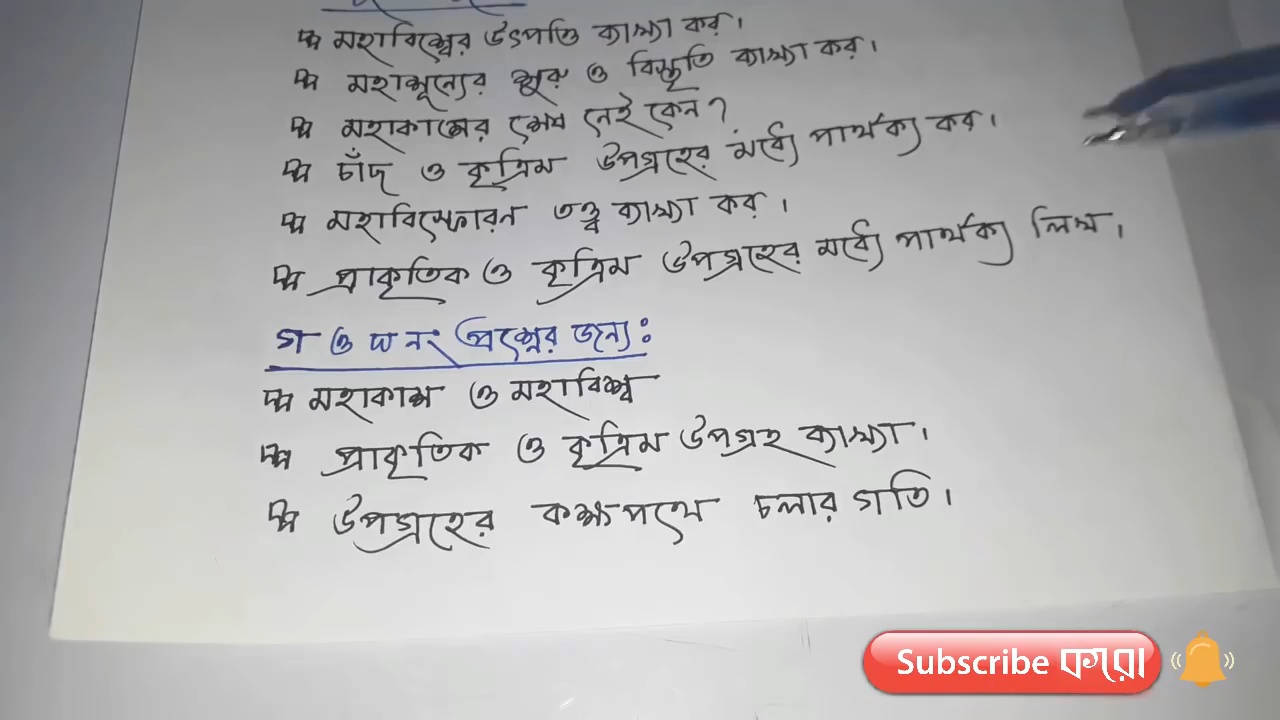 মহাবিশ্বের উৎপত্তি ব্যাখ্যা কর।
মহাশূন্যের শুরু ও বিস্তৃতি ব্যাখ্যা কর।
মহাকাশের শেষ নেই কেন?
চাঁদ ও কৃত্রিম উপগ্রহের মধ্যে পার্থক্য কর।
মহাবিস্ফোরন তত্ত্ব ব্যাখ্যা কর।
প্রাকৃতিক ও কৃত্রিম উপগ্রহের মধ্যে পার্থক্য লিখ।
গ ও ঘ নং প্রশ্নের জন্য:
মহাকাশ ও মহাবিশ্ব
প্রাকৃতিক ও কৃত্রিম উপগ্রহ ব্যাখ্যা।
উপগ্রহের কক্ষপথে চলার গতি।
Subscribe করো